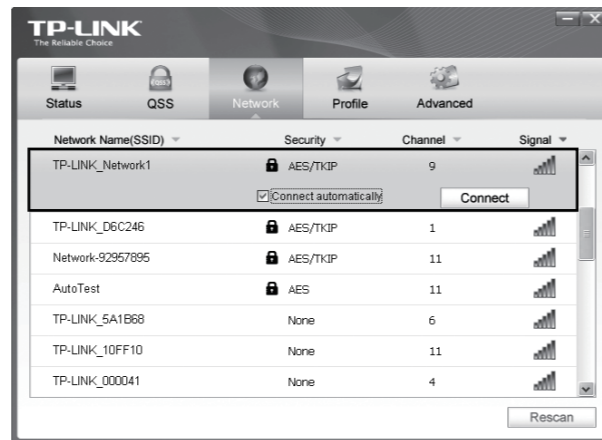 TP-LINK
The Reliable Choice
Status QSS Network Profile Advanced
Network Name(SSID) Security Channel Signal
TP-LINK_Network1 AES/TKIP 9
Connect automatically Connect
TP-LINK_D6C246 AES/TKIP 1
Network-92957895 AES/TKIP 11
AutoTest AES 11
TP-LINK_5A1B68 None 6
TP-LINK_10FF10 None 11
TP-LINK_000041 None 4
Rescan